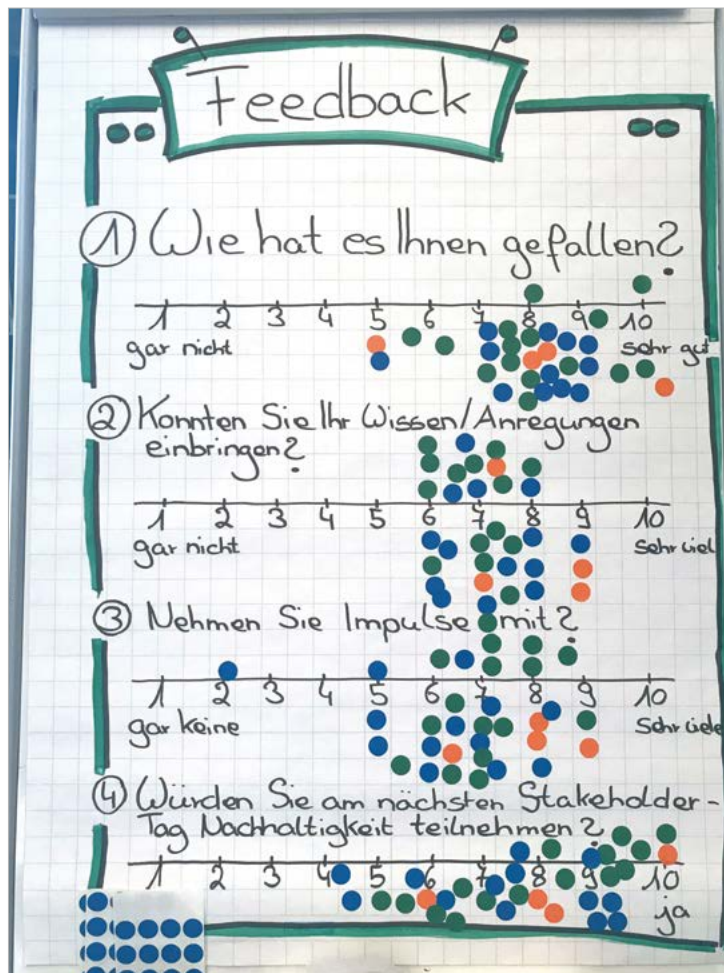 Feedback
① Wie hat es Ihnen gefallen?
1 2 3 4 5 6 7 8 9 10
gar nicht sehr gut
② Konnten Sie Ihr Wissen/Anregungen
einbringen?
1 2 3 4 5 6 7 8 9 10
gar nicht sehr viel
③ Nehmen Sie Impulse mit?
1 2 3 4 5 6 7 8 9 10
gar keine sehr viele
④ Würden Sie am nächsten Stakeholder-
Tag Nachhaltigkeit teilnehmen?
1 2 3 4 5 6 7 8 9 10
ja